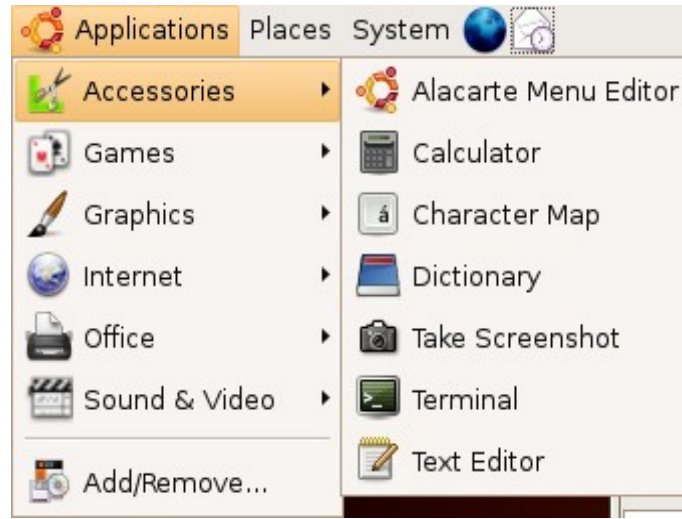 Applications Places System
Accessories
Games
Graphics
Internet
Office
Sound & Video
Add/Remove...
Alacarte Menu Editor
Calculator
á
Character Map
Dictionary
Take Screenshot
Terminal
Text Editor